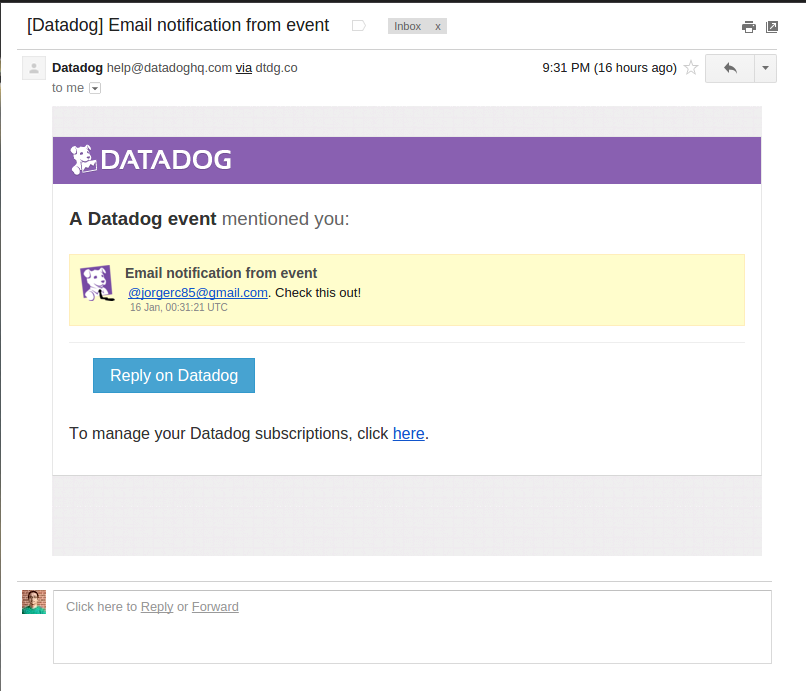 [Datadog] Email notification from event Inbox x
Datadog help@datadoghq.com via dtdg.co 9:31 PM (16 hours ago)
to me
DATADOG
A Datadog event mentioned you:
Email notification from event
@jorgerc85@gmail.com. Check this out!
16 Jan, 00:31:21 UTC
Reply on Datadog
To manage your Datadog subscriptions, click here.
Click here to Reply or Forward